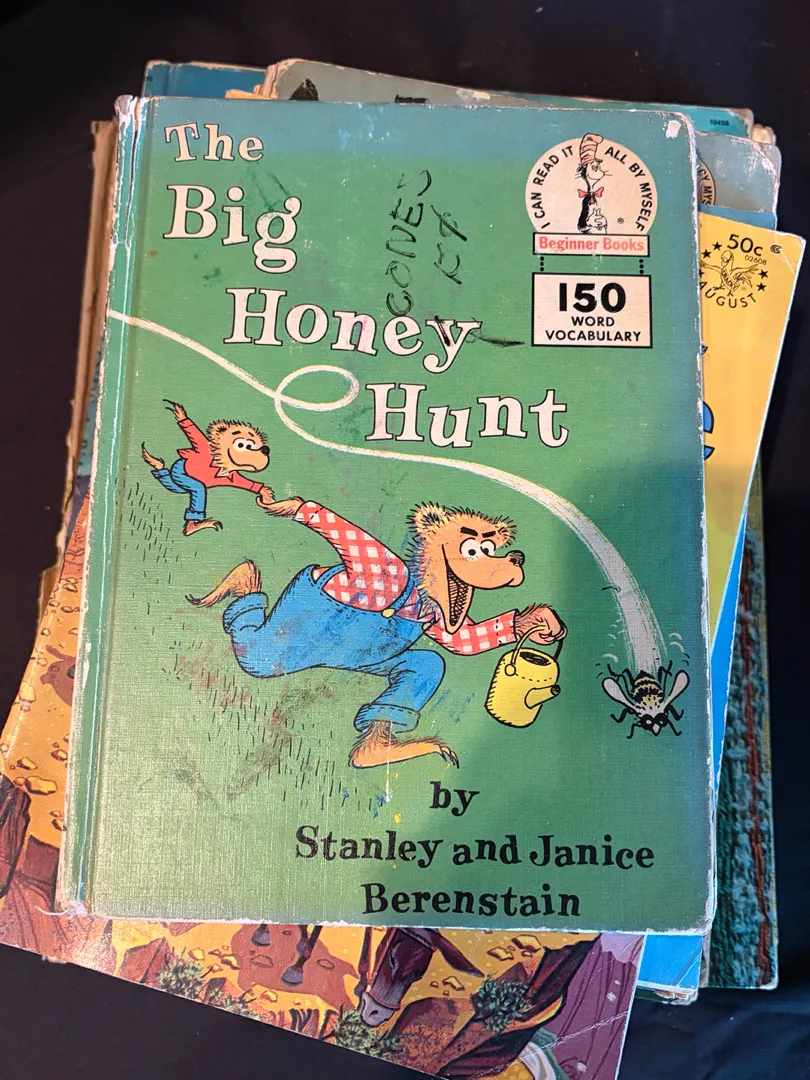 The
Big
Honey
Hunt
I CAN READ IT ALL BY MYSELF
®
Beginner Books
150
WORD
VOCABULARY
by
Stanley and Janice
Berenstain
50c
02608
AUGUST